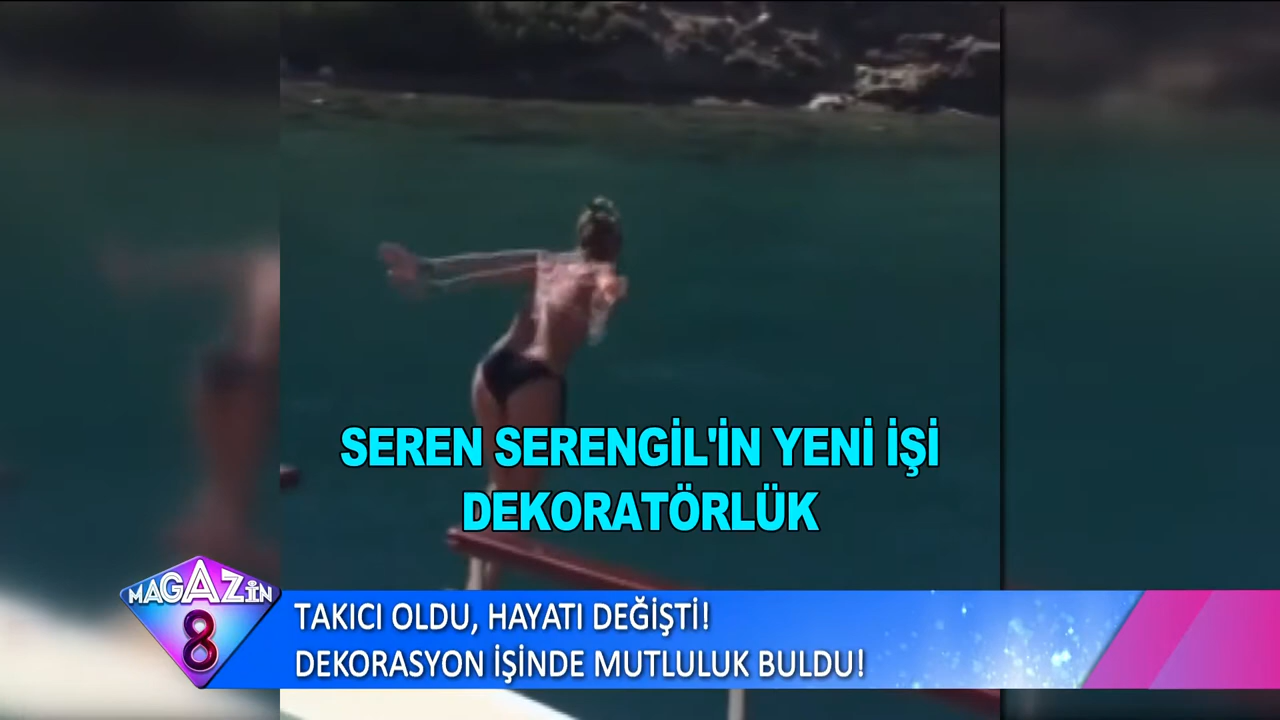 SEREN SERENGİL'İN YENİ İŞİ
DEKORATÖRLÜK
MAGAZİN
8
TAKICI OLDU, HAYATI DEĞİŞTİ!
DEKORASYON İŞİNDE MUTLULUK BULDU!